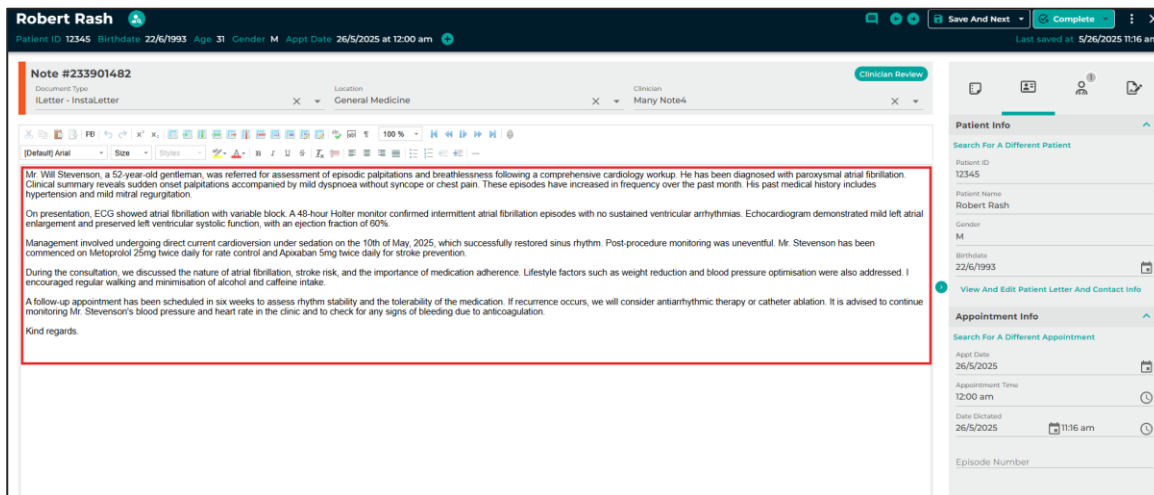 Robert Rash
Save And Next
Complete
Patient ID 12345 Birthdate 22/6/1993 Age 31 Gender M Appt Date 26/5/2025 at 12:00 am
Last saved at 5/26/2025 11:16 am
Note #233901482
Clinician Review
Document Type
ILetter - InstaLetter
Location
General Medicine
Clinician
Many Note4
PB
100 %
[Default] Arial
Size
Styles
Mr. Will Stevenson, a 52-year-old gentleman, was referred for assessment of episodic palpitations and breathlessness following a comprehensive cardiology workup. He has been diagnosed with paroxysmal atrial fibrillation.
Clinical summary reveals sudden onset palpitations accompanied by mild dyspnoea without syncope or chest pain. These episodes have increased in frequency over the past month. His past medical history includes
hypertension and mild mitral regurgitation.
On presentation, ECG showed atrial fibrillation with variable block. A 48-hour Holter monitor confirmed intermittent atrial fibrillation episodes with no sustained ventricular arrhythmias. Echocardiogram demonstrated mild left atrial
enlargement and preserved left ventricular systolic function, with an ejection fraction of 60%.
Management involved undergoing direct current cardioversion under sedation on the 10th of May, 2025, which successfully restored sinus rhythm. Post-procedure monitoring was uneventful. Mr. Stevenson has been
commenced on Metoprolol 25mg twice daily for rate control and Apixaban 5mg twice daily for stroke prevention.
During the consultation, we discussed the nature of atrial fibrillation, stroke risk, and the importance of medication adherence. Lifestyle factors such as weight reduction and blood pressure optimisation were also addressed. I
encouraged regular walking and minimisation of alcohol and caffeine intake.
A follow-up appointment has been scheduled in six weeks to assess rhythm stability and the tolerability of the medication. If recurrence occurs, we will consider antiarrhythmic therapy or catheter ablation. It is advised to continue
monitoring Mr. Stevenson's blood pressure and heart rate in the clinic and to check for any signs of bleeding due to anticoagulation.
Kind regards.
1
Patient Info
Search For A Different Patient
Patient ID
12345
Patient Name
Robert Rash
Gender
M
Birthdate
22/6/1993
View And Edit Patient Letter And Contact Info
Appointment Info
Search For A Different Appointment
Appt Date
26/5/2025
Appointment Time
12:00 am
Date Dictated
26/5/2025 11:16 am
Episode Number